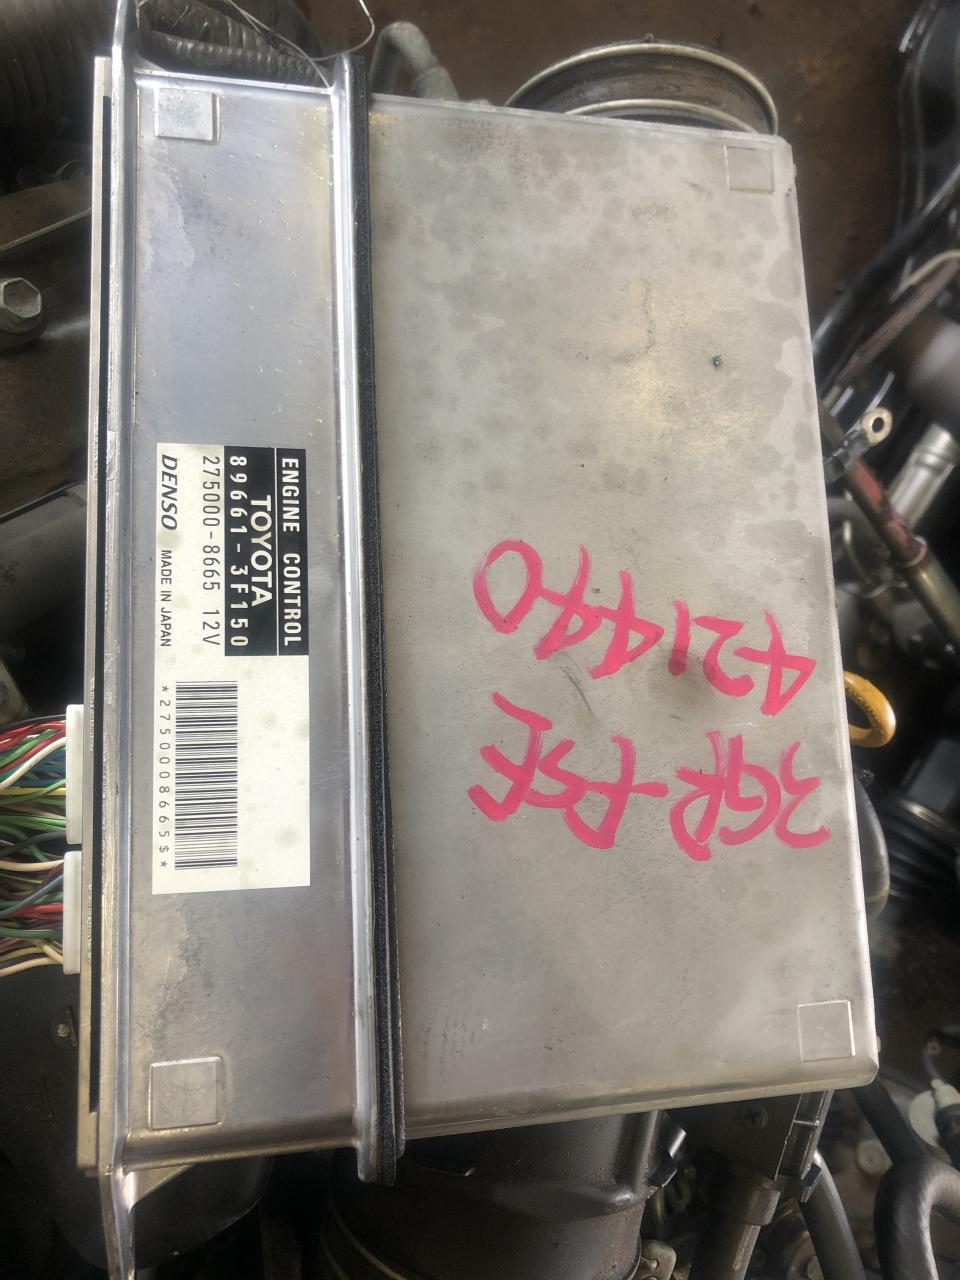 ENGINE CONTROL
TOYOTA
89661-3F150
275000-8665 12V
DENSO MADE IN JAPAN
*2750008665$*
421440
3GR-FSE